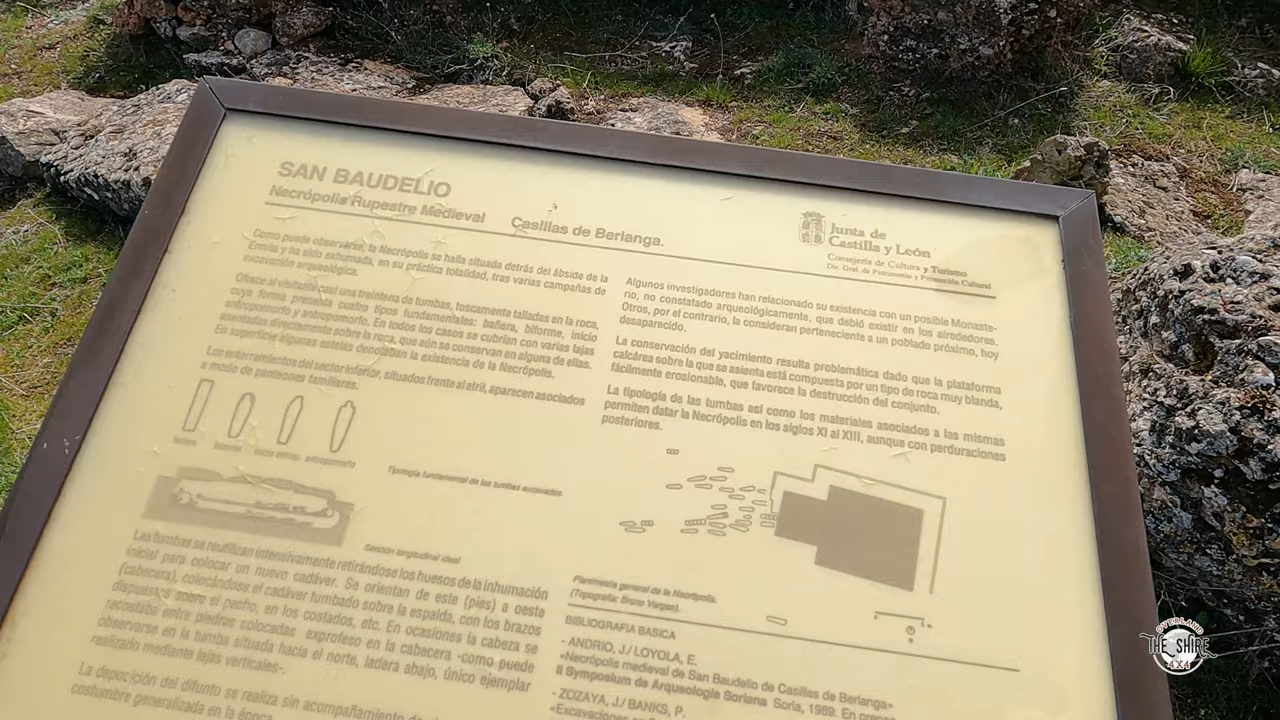 SAN BAUDELIO
Necrópolis Rupestre Medieval
Casillas de Berlanga.
Junta de
Castilla y León
Consejería de Cultura y Turismo
Dir. Gral. de Patrimonio y Promoción Cultural
Como puede observarse, la Necrópolis se halla situada detrás del ábside de la
Ermita y ha sido exhumada, en su práctica totalidad, tras varias campañas de
excavación arqueológica.
Ofrece al visitante casi una treintena de tumbas, toscamente talladas en la roca,
cuya forma presenta cuatro tipos fundamentales: bañera, biforme, inicio
antropomorfo y antropomorfo. En todos los casos se cubrían con varias lajas
asentadas directamente sobre la roca, que aún se conservan en alguna de ellas.
En superficie algunas estelas denotaban la existencia de la Necrópolis.
Los enterramientos del sector inferior, situados frente al atril, aparecen asociados
a modo de panteones familiares.
bañera
biforme
inicio antrop.
antropomorfo
Tipología fundamental de las tumbas excavadas.
Sección longitudinal ideal
Las tumbas se reutilizan intensivamente retirándose los huesos de la inhumación
inicial para colocar un nuevo cadáver. Se orientan de este (pies) a oeste
(cabecera), colocándose el cadáver tumbado sobre la espalda, con los brazos
dispuestos sobre el pecho, en los costados, etc. En ocasiones la cabeza se
recostaba entre piedras colocadas exprofeso en la cabecera -como puede
observarse en la tumba situada hacia el norte, ladera abajo, único ejemplar
realizado mediante lajas verticales-.
La deposición del difunto se realiza sin acompañamiento de
costumbre generalizada en la época.
Algunos investigadores han relacionado su existencia con un posible Monaste-
rio, no constatado arqueológicamente, que debió existir en los alrededores.
Otros, por el contrario, la consideran perteneciente a un poblado próximo, hoy
desaparecido.
La conservación del yacimiento resulta problemática dado que la plataforma
calcárea sobre la que se asienta está compuesta por un tipo de roca muy blanda,
fácilmente erosionable, que favorece la destrucción del conjunto.
La tipología de las tumbas así como los materiales asociados a las mismas
permiten datar la Necrópolis en los siglos XI al XIII, aunque con perduraciones
posteriores.
Planimetría general de la Necrópolis.
(Topografía: Bruno Vargas).
BIBLIOGRAFIA BASICA
- ANDRIO, J./ LOYOLA, E.
«Necrópolis medieval de San Baudelio de Casillas de Berlanga»
II Symposium de Arqueología Soriana Soria, 1989. En prensa
- ZOZAYA, J./ BANKS, P.
«Excavaciones en
OVERLAND
THE SHIRE
4X4